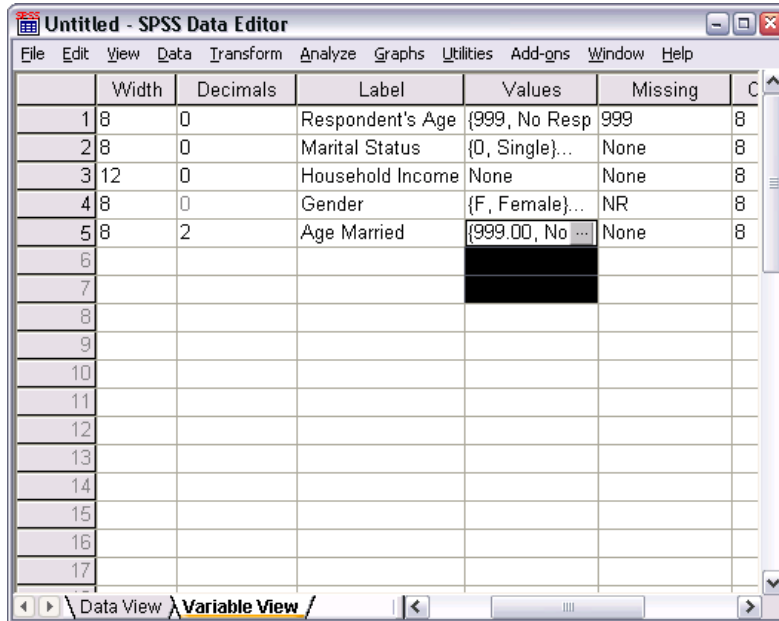 Untitled - SPSS Data Editor
File Edit View Data Transform Analyze Graphs Utilities Add-ons Window Help
Width Decimals Label Values Missing C
1 8 0 Respondent's Age {999, No Resp 999 8
2 8 0 Marital Status {0, Single}... None 8
3 12 0 Household Income None None 8
4 8 0 Gender {F, Female}... NR 8
5 8 2 Age Married {999.00, No ... None 8
6
7
8
9
10
11
12
13
14
15
16
17
Data View Variable View